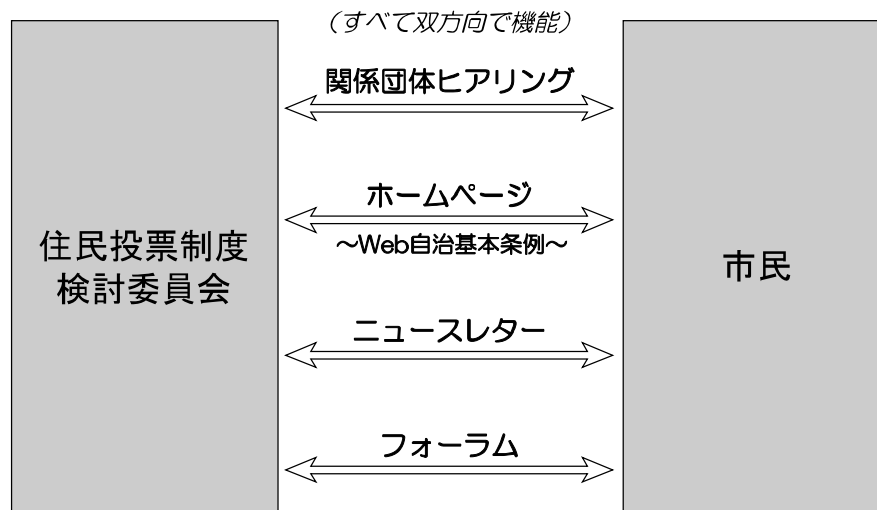 (すべて双方向で機能)
関係団体ヒアリング
ホームページ
～Web自治基本条例～
住民投票制度
検討委員会
市民
ニュースレター
フォーラム